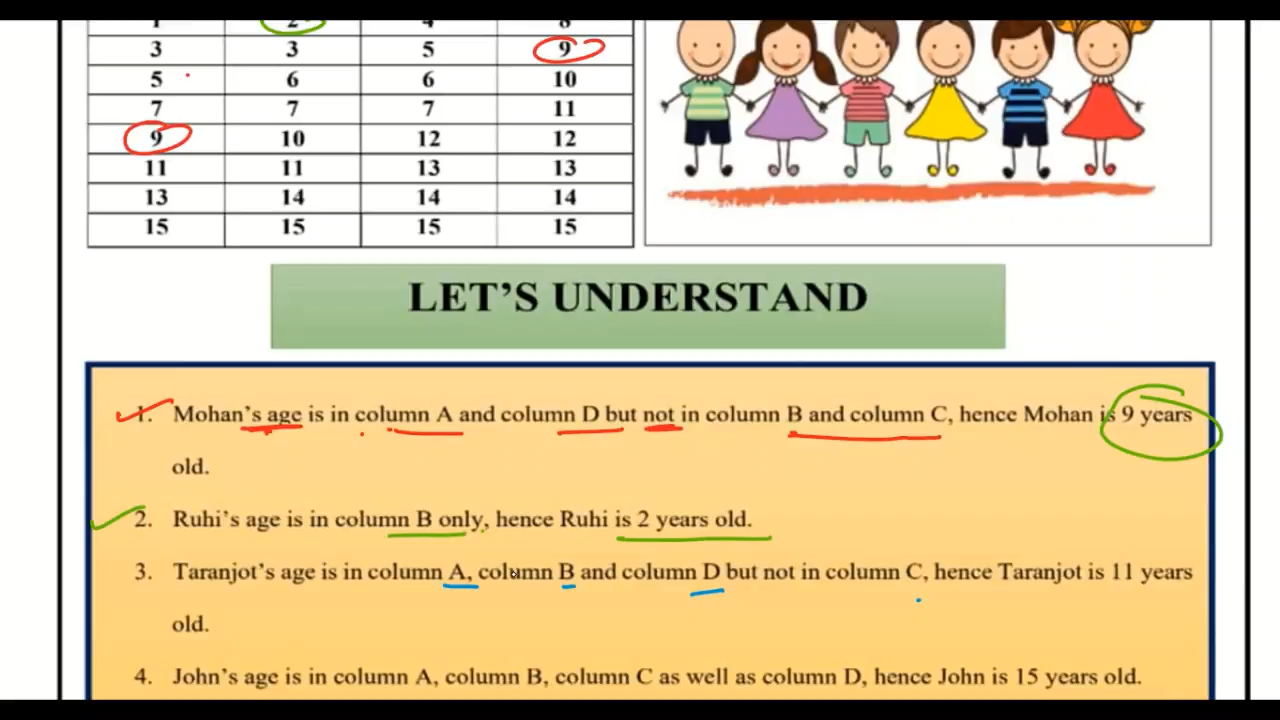 1 2 4 8
3 3 5 9
5 6 6 10
7 7 7 11
9 10 12 12
11 11 13 13
13 14 14 14
15 15 15 15
LET'S UNDERSTAND
1. Mohan's age is in column A and column D but not in column B and column C, hence Mohan is 9 years
old.
2. Ruhi's age is in column B only, hence Ruhi is 2 years old.
3. Taranjot's age is in column A, column B and column D but not in column C, hence Taranjot is 11 years
old.
4. John's age is in column A, column B, column C as well as column D, hence John is 15 years old.